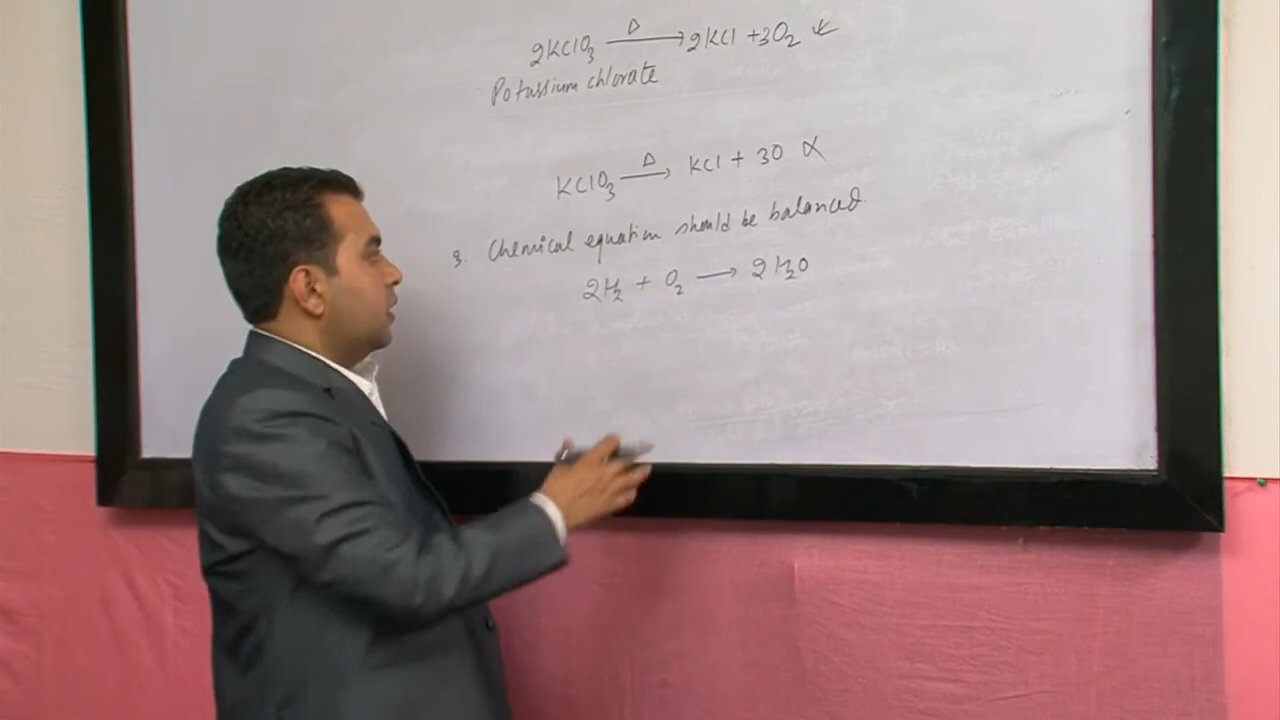 2KClO₃ —Δ→ 2KCl + 3O₂ ✓
Potassium chlorate
KClO₃ —Δ→ KCl + 3O ✗
3. Chemical equation should be balanced.
2H₂ + O₂ → 2H₂O